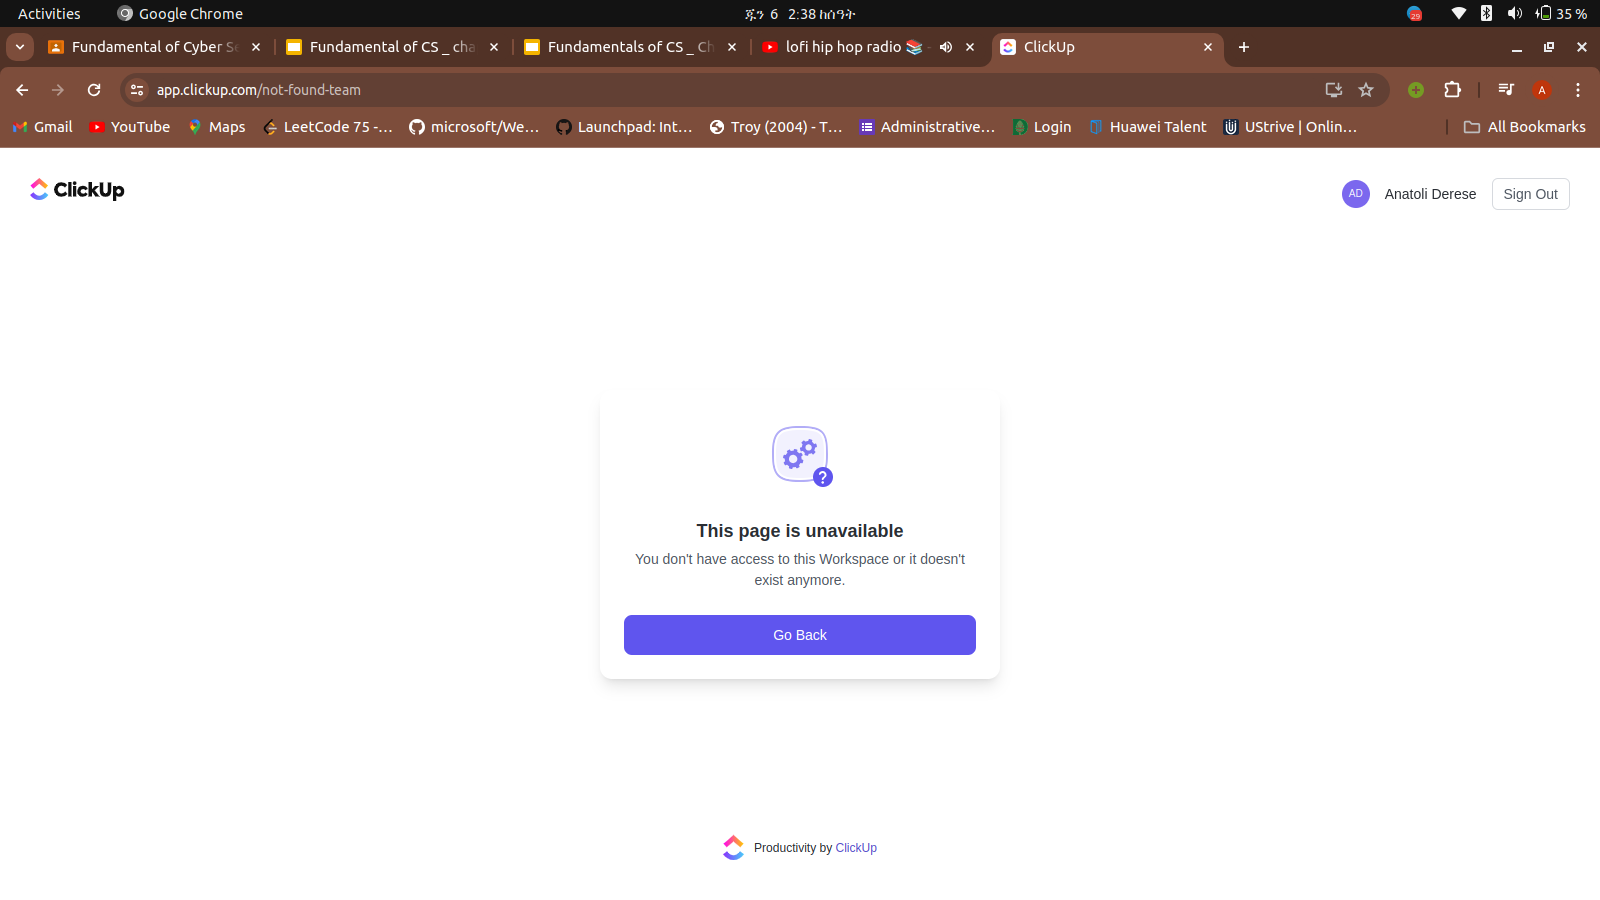 Activities
Google Chrome
ጁን 6 2:38 ከሰዓት
29
35 %
Fundamental of Cyber Se
Fundamental of CS _ cha
Fundamentals of CS _ Ch
lofi hip hop radio 📚 -
ClickUp
app.clickup.com/not-found-team
A
Gmail
YouTube
Maps
LeetCode 75 -...
microsoft/We...
Launchpad: Int...
Troy (2004) - T...
Administrative...
Login
Huawei Talent
UStrive | Onlin...
All Bookmarks
ClickUp
AD
Anatoli Derese
Sign Out
?
This page is unavailable
You don't have access to this Workspace or it doesn't
exist anymore.
Go Back
Productivity by ClickUp